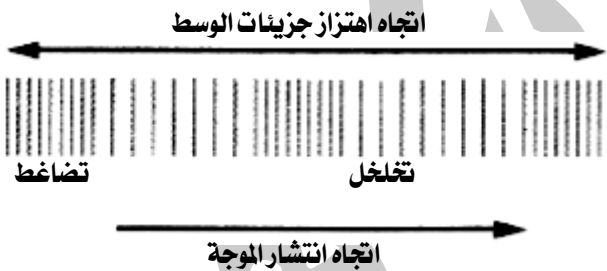 اتجاه اهتزاز جزيئات الوسط
تضاغط تخلخل
اتجاه انتشار الموجة